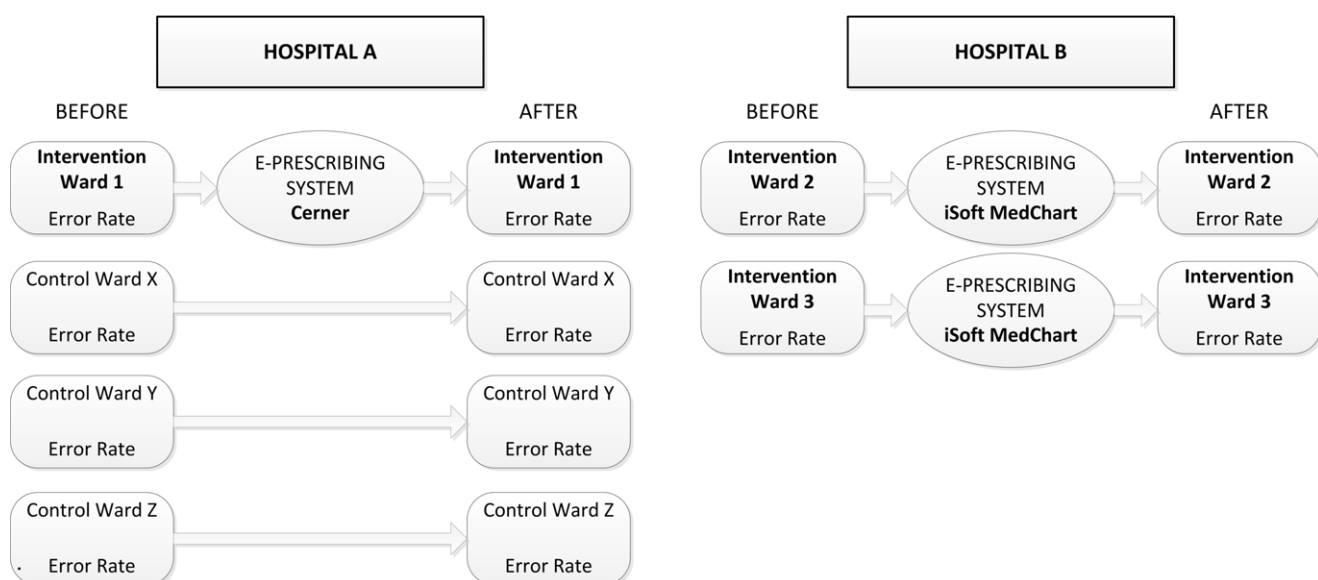 HOSPITAL A
BEFORE
AFTER
Intervention
Ward 1
Error Rate
E-PRESCRIBING
SYSTEM
Cerner
Intervention
Ward 1
Error Rate
Control Ward X
Error Rate
Control Ward X
Error Rate
Control Ward Y
Error Rate
Control Ward Y
Error Rate
Control Ward Z
Error Rate
Control Ward Z
Error Rate
HOSPITAL B
BEFORE
AFTER
Intervention
Ward 2
Error Rate
E-PRESCRIBING
SYSTEM
iSoft MedChart
Intervention
Ward 2
Error Rate
Intervention
Ward 3
Error Rate
E-PRESCRIBING
SYSTEM
iSoft MedChart
Intervention
Ward 3
Error Rate